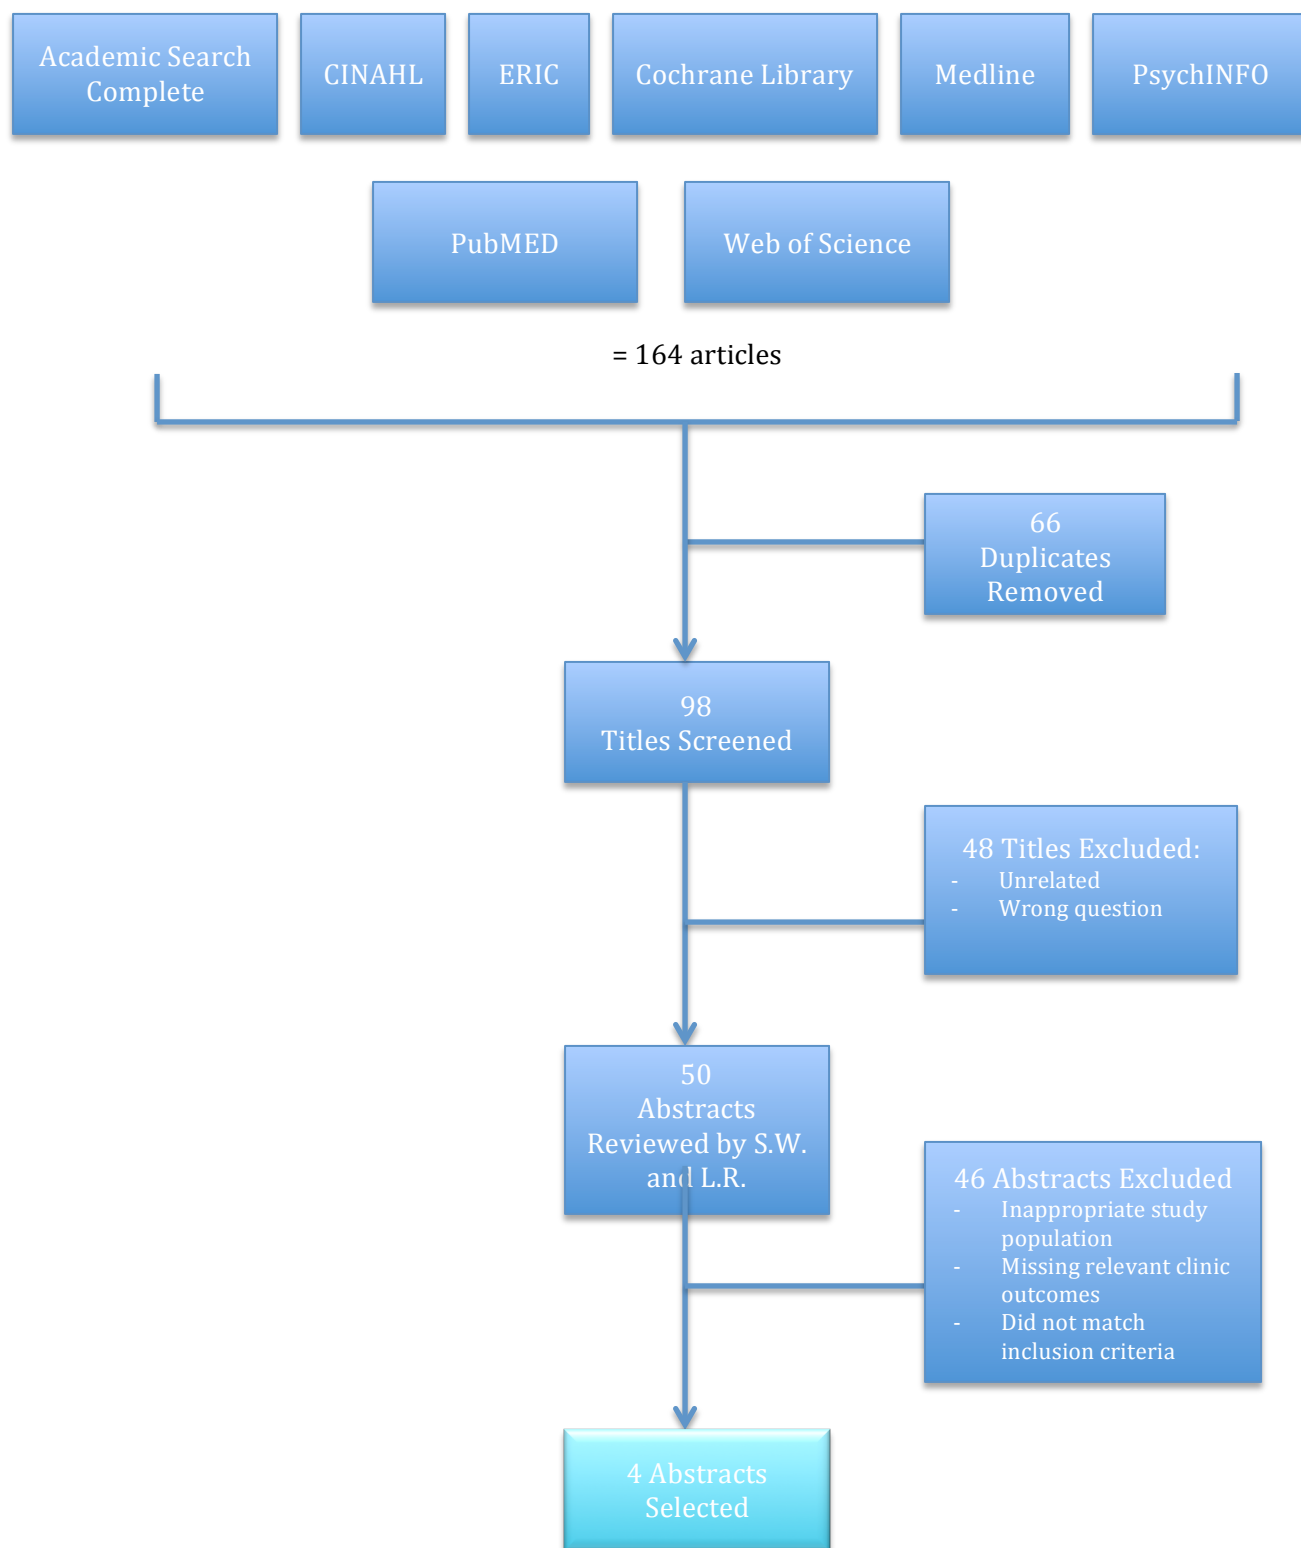 Academic Search
Complete
CINAHL
ERIC
Cochrane Library
Medline
PsychINFO
PubMED
Web of Science
= 164 articles
66
Duplicates
Removed
98
Titles Screened
48 Titles Excluded:
- Unrelated
- Wrong question
50
Abstracts
Reviewed by S.W.
and L.R.
46 Abstracts Excluded
- Inappropriate study
population
- Missing relevant clinic
outcomes
- Did not match
inclusion criteria
4 Abstracts
Selected